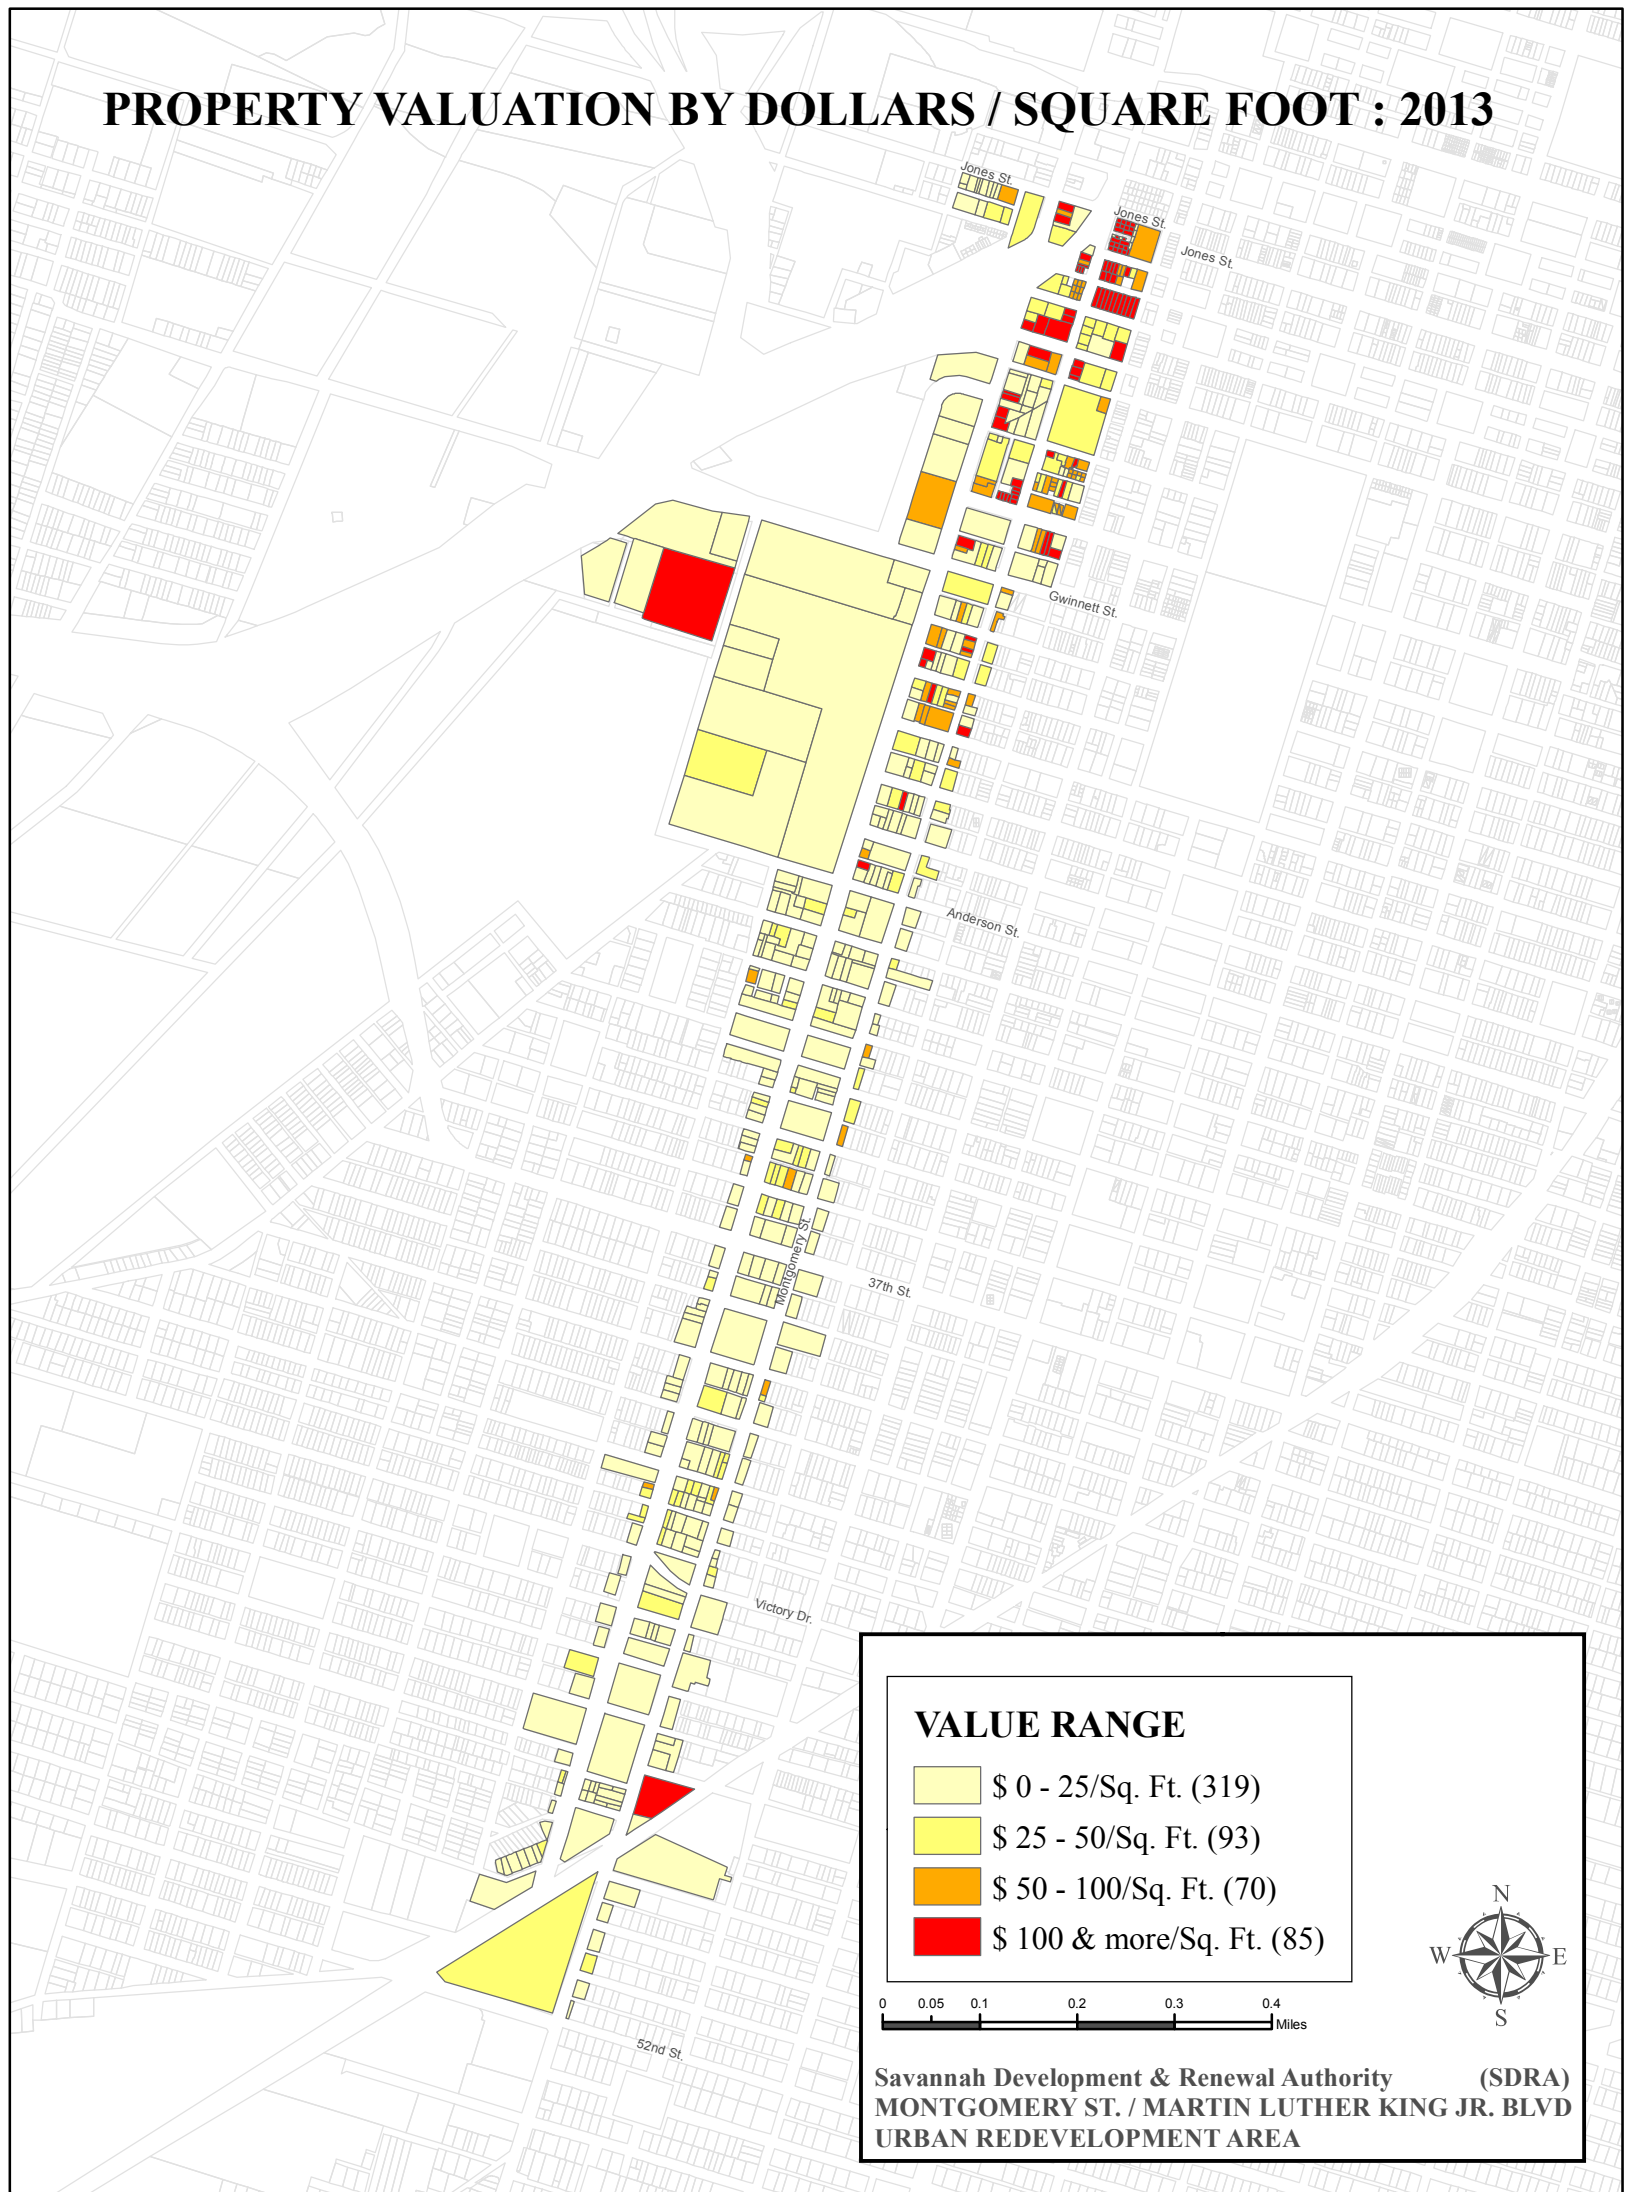 PROPERTY VALUATION BY DOLLARS / SQUARE FOOT : 2013
Jones St.
Jones St.
Jones St.
Gwinnett St.
Anderson St.
Montgomery St.
37th St.
Victory Dr.
52nd St.
VALUE RANGE
$ 0 - 25/Sq. Ft. (319)
$ 25 - 50/Sq. Ft. (93)
$ 50 - 100/Sq. Ft. (70)
$ 100 & more/Sq. Ft. (85)
0 0.05 0.1 0.2 0.3 0.4
Miles
N
W E
S
Savannah Development & Renewal Authority (SDRA)
MONTGOMERY ST. / MARTIN LUTHER KING JR. BLVD
URBAN REDEVELOPMENT AREA